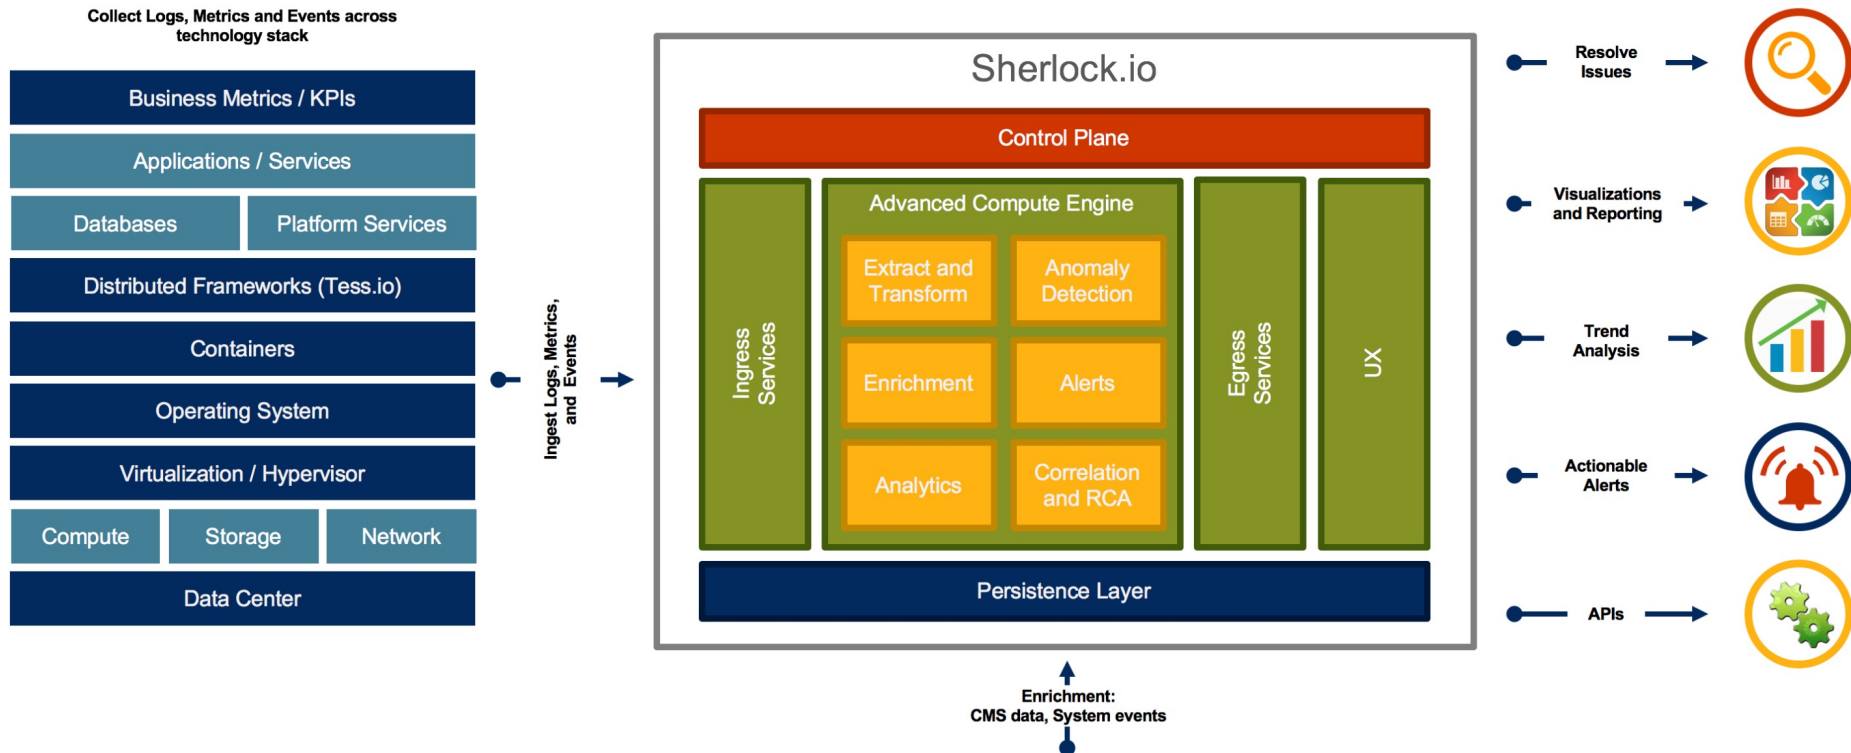 Collect Logs, Metrics and Events across
technology stack
Business Metrics / KPIs
Applications / Services
Databases
Platform Services
Distributed Frameworks (Tess.io)
Containers
Operating System
Virtualization / Hypervisor
Compute
Storage
Network
Data Center
Ingest Logs, Metrics,
and Events
Sherlock.io
Control Plane
Ingress
Services
Advanced Compute Engine
Extract and
Transform
Anomaly
Detection
Enrichment
Alerts
Analytics
Correlation
and RCA
Egress
Services
UX
Persistence Layer
Enrichment:
CMS data, System events
Resolve
Issues
Visualizations
and Reporting
Trend
Analysis
Actionable
Alerts
APIs